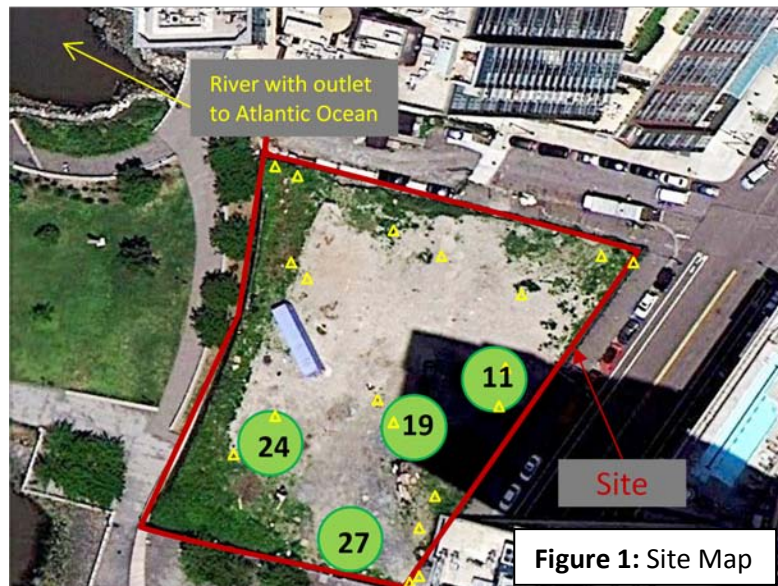 River with outlet
to Atlantic Ocean
11
19
24
27
Site
Figure 1: Site Map